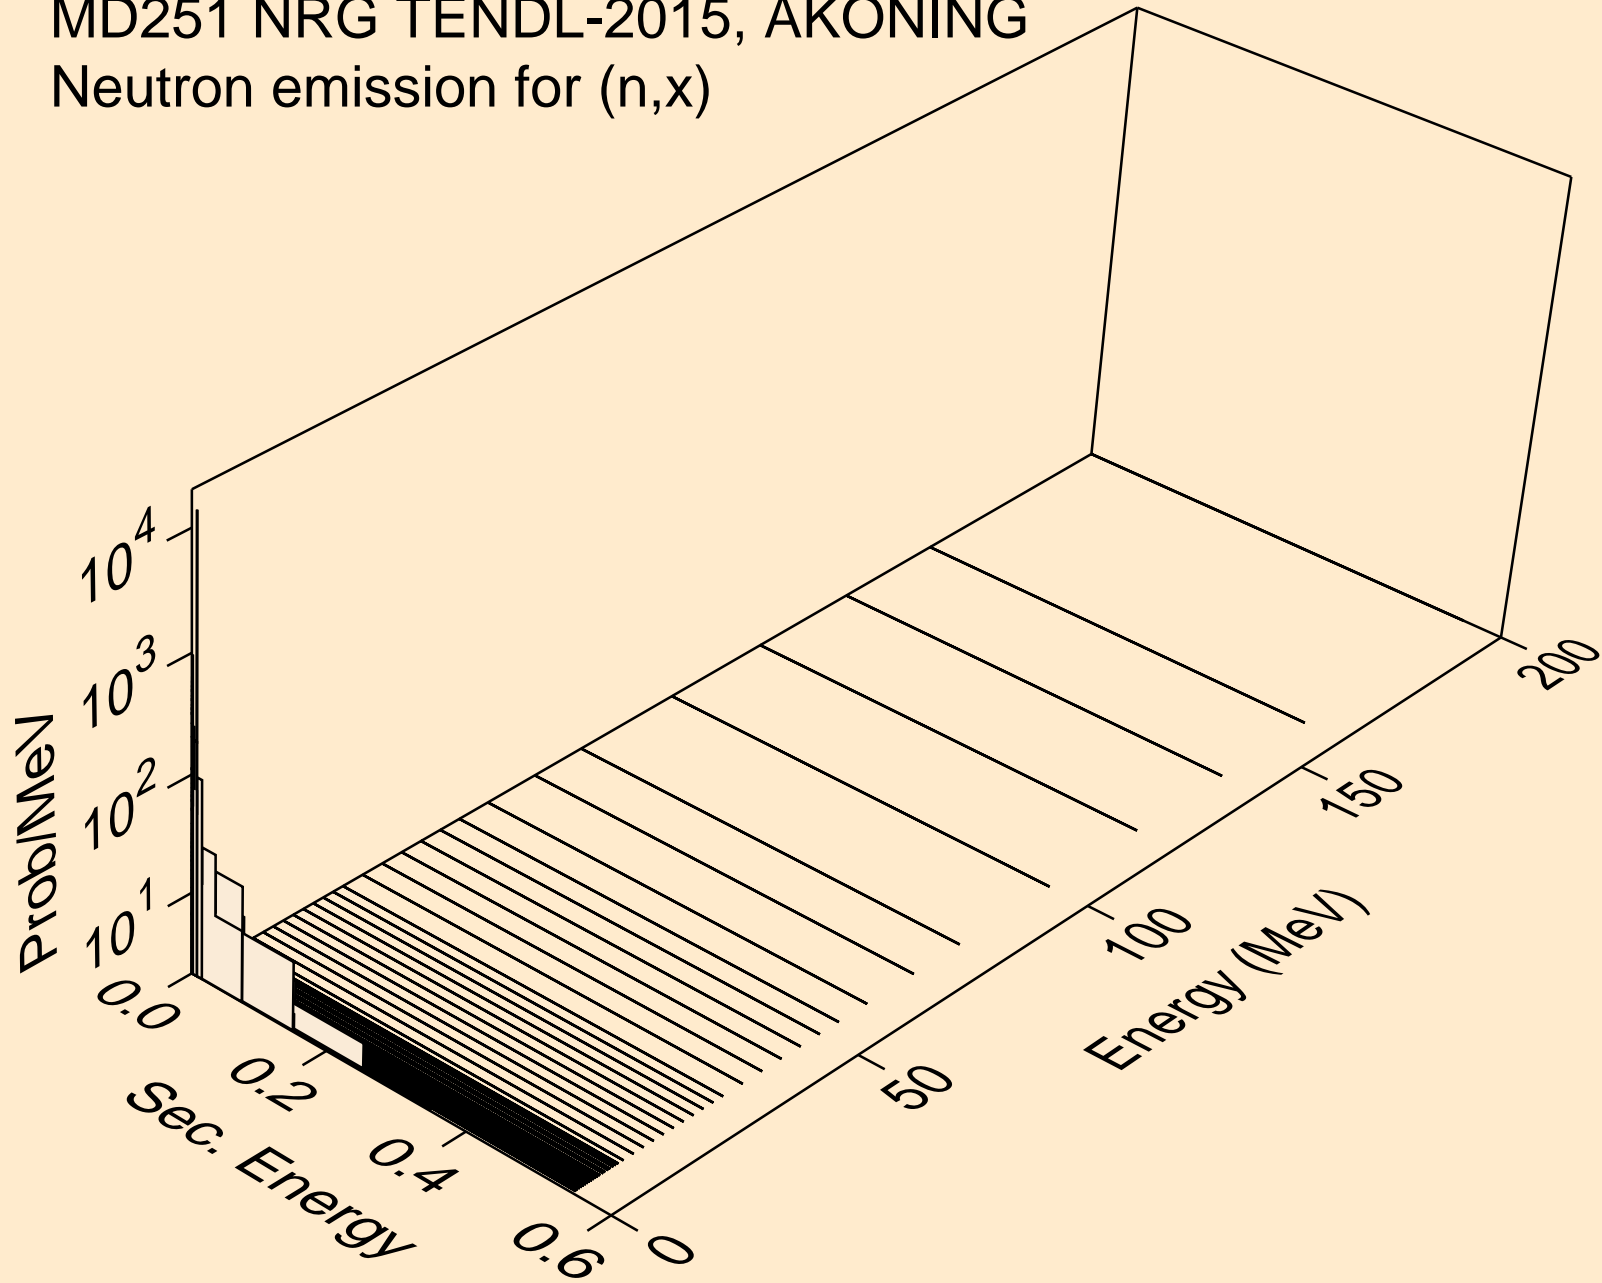 MD251 NRG TENDL-2015, AKONING
Neutron emission for (n,x)
10^4
10^3
10^2
10^1
Prob/MeV
0.0
0.2
0.4
0.6
Sec. Energy
0
50
100
150
200
Energy (MeV)